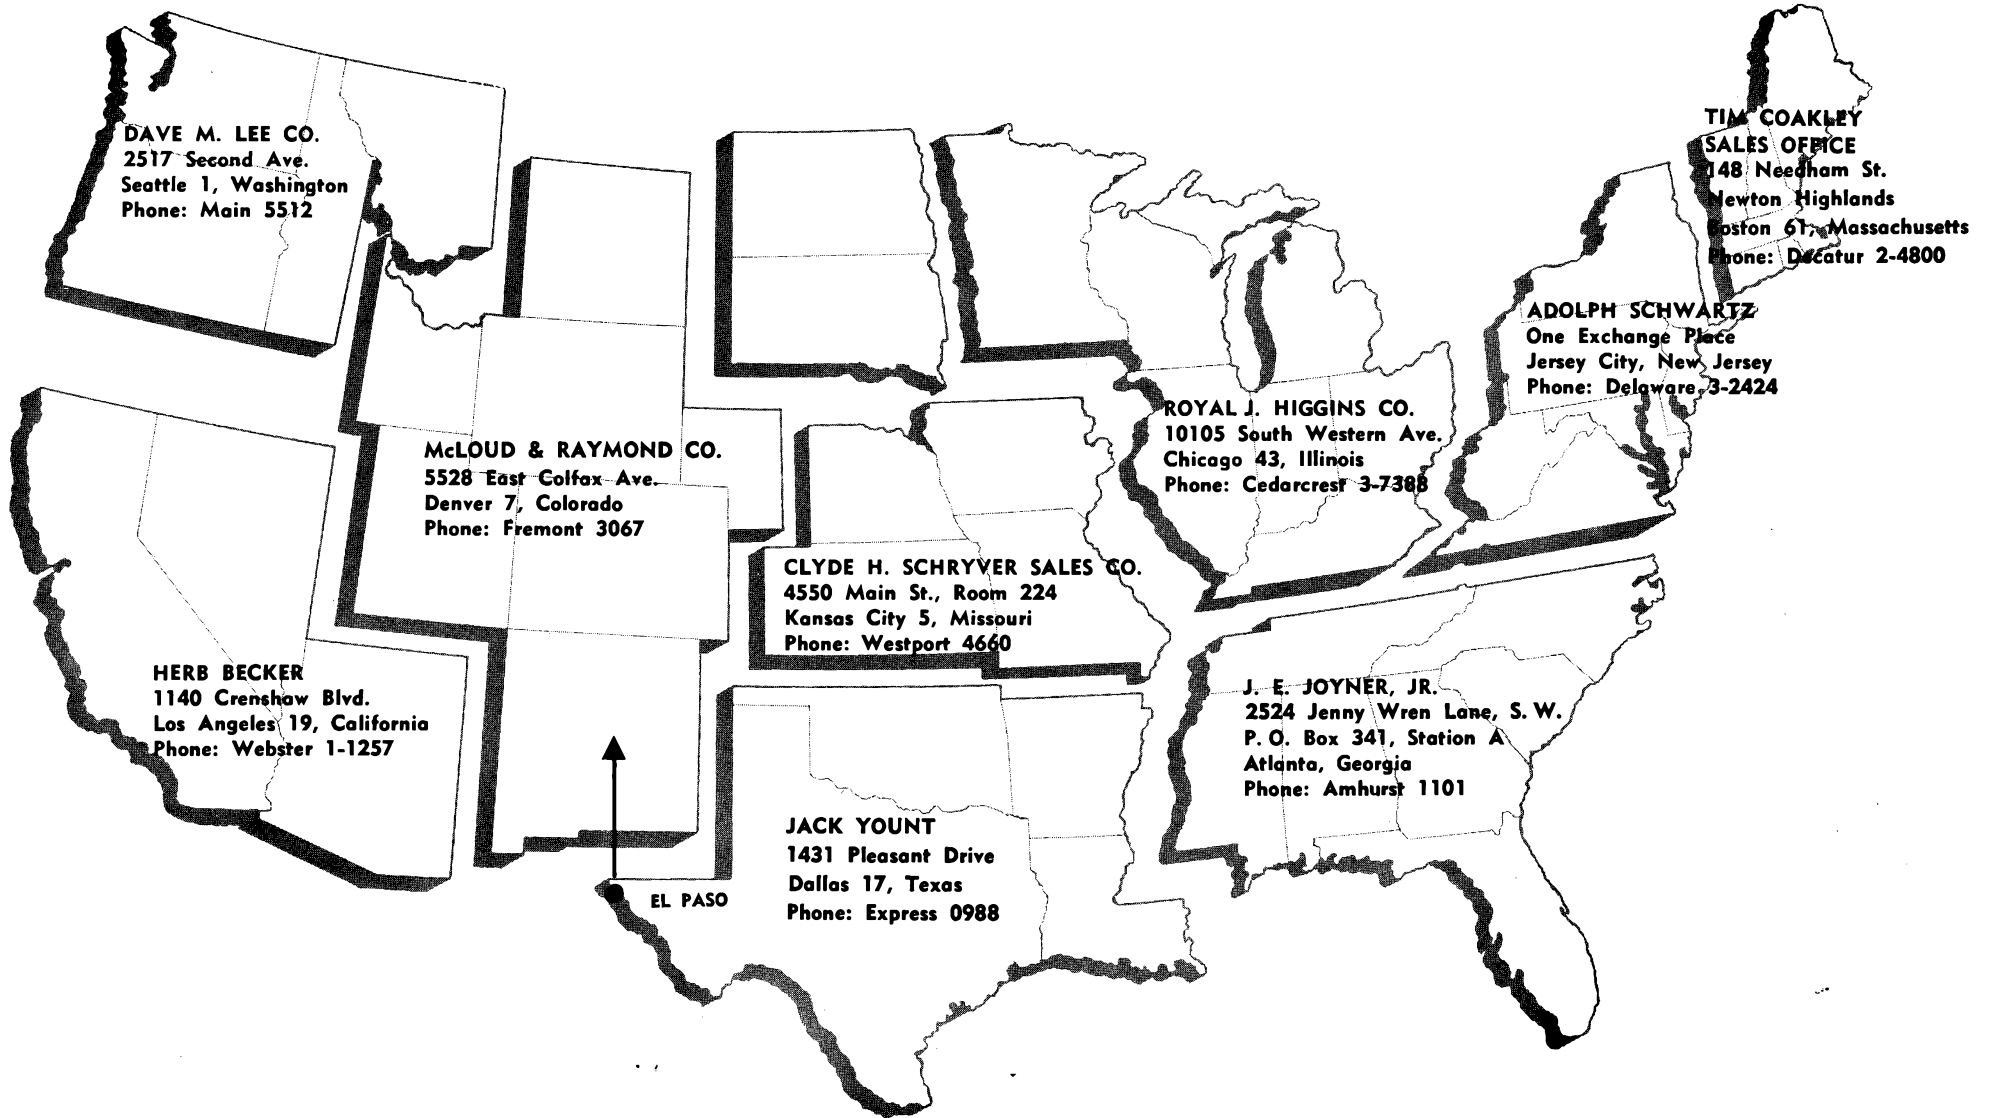 DAVE M. LEE CO.
2517 Second Ave.
Seattle 1, Washington
Phone: Main 5512
TIM COAKLEY
SALES OFFICE
148 Needham St.
Newton Highlands
Boston 61, Massachusetts
Phone: Decatur 2-4800
ADOLPH SCHWARTZ
One Exchange Place
Jersey City, New Jersey
Phone: Delaware 3-2424
ROYAL J. HIGGINS CO.
10105 South Western Ave.
Chicago 43, Illinois
Phone: Cedarcrest 3-7388
McLOUD & RAYMOND CO.
5528 East Colfax Ave.
Denver 7, Colorado
Phone: Fremont 3067
CLYDE H. SCHRYVER SALES CO.
4550 Main St., Room 224
Kansas City 5, Missouri
Phone: Westport 4660
HERB BECKER
1140 Crenshaw Blvd.
Los Angeles 19, California
Phone: Webster 1-1257
J. E. JOYNER, JR.
2524 Jenny Wren Lane, S. W.
P. O. Box 341, Station A
Atlanta, Georgia
Phone: Amhurst 1101
JACK YOUNT
1431 Pleasant Drive
Dallas 17, Texas
Phone: Express 0988
EL PASO